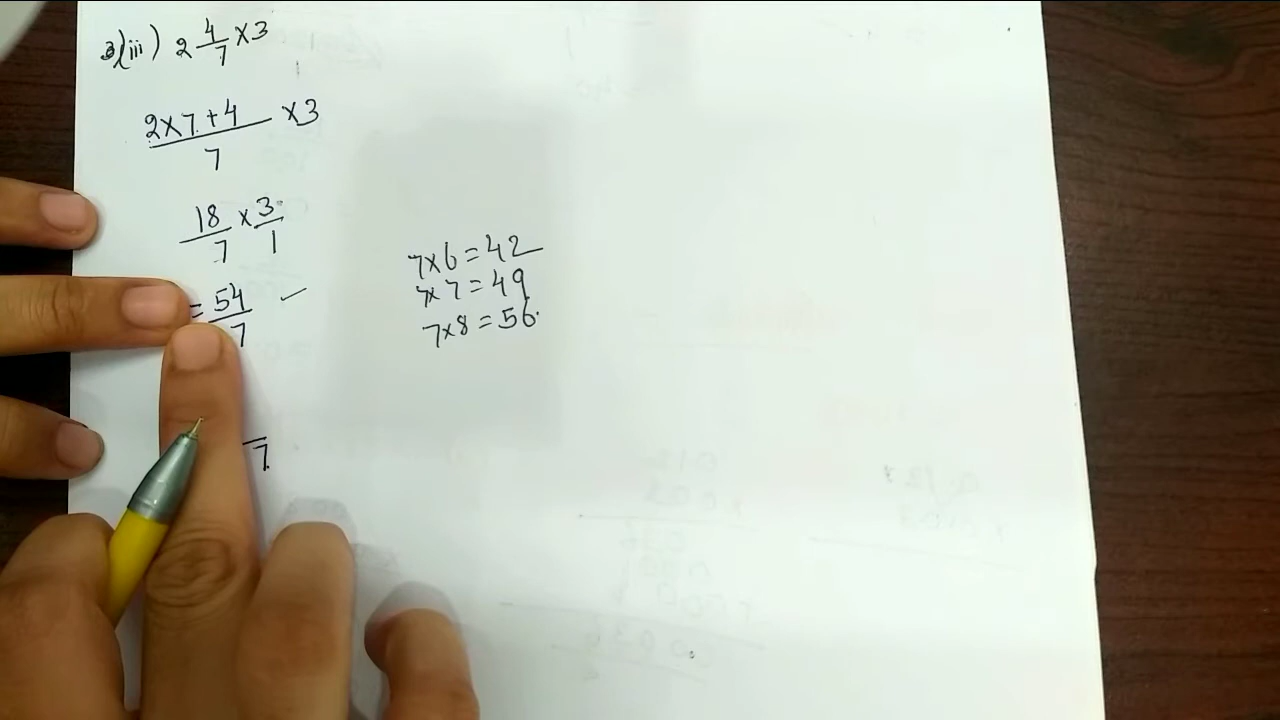 3)(iii) 2 4/7 × 3
2×7+4/7 ×3
18/7 × 3/1
= 54/7 ✓
7×6=42
7×7=49
7×8=56
7